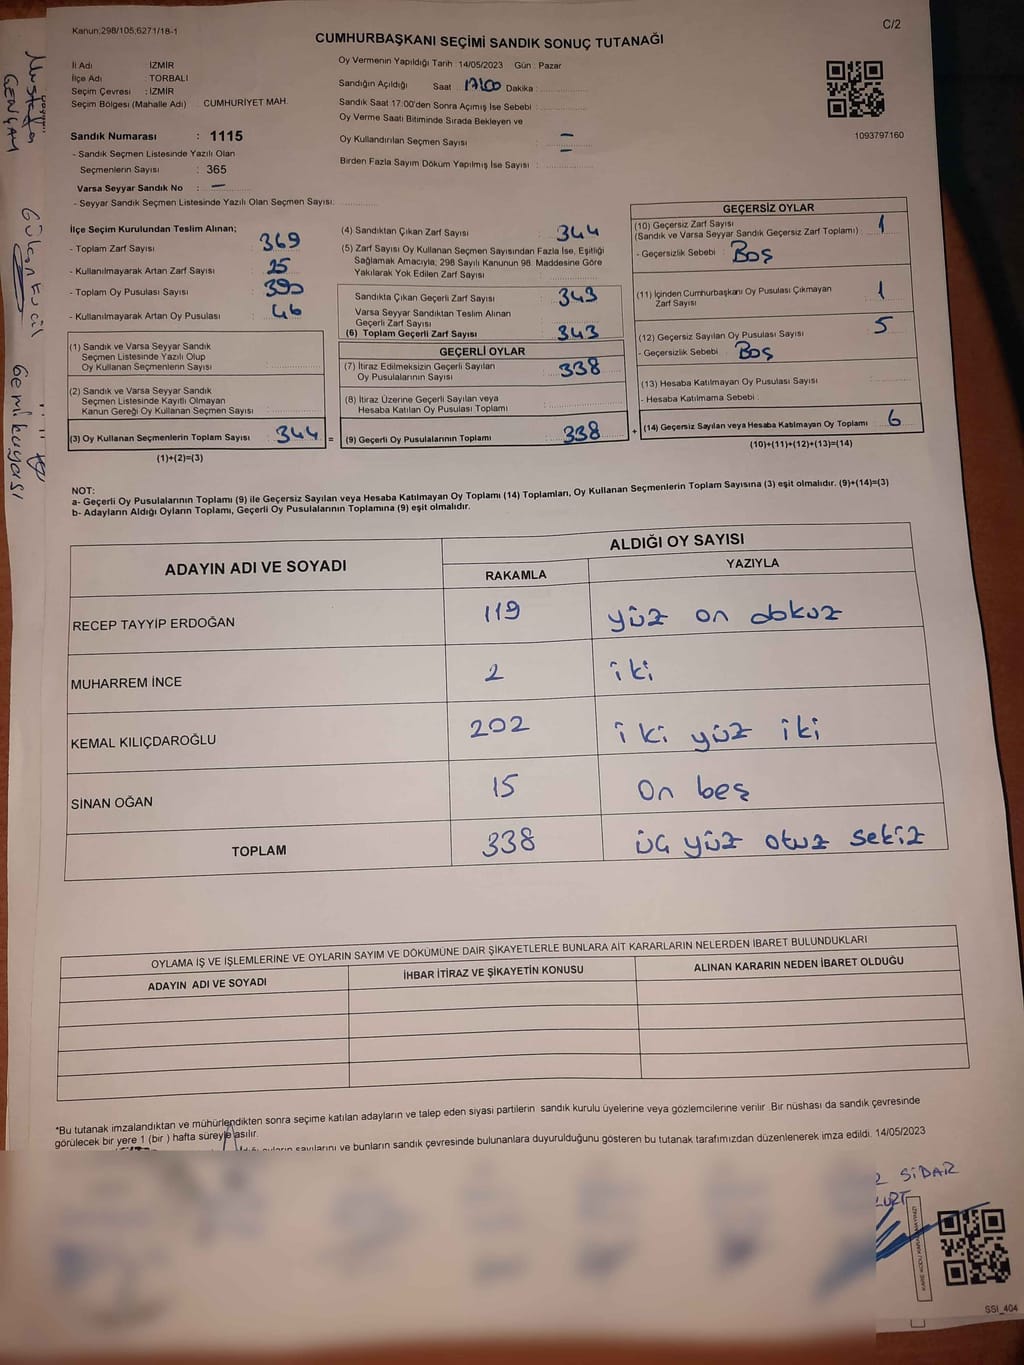 Kanun;298/105;6271/18-1
C/2
CUMHURBAŞKANI SEÇİMİ SANDIK SONUÇ TUTANAĞI
İl Adı İZMİR
İlçe Adı TORBALI
Seçim Çevresi : İZMİR
Seçim Bölgesi (Mahalle Adı) . CUMHURİYET MAH.
Sandık Numarası : 1115
- Sandık Seçmen Listesinde Yazılı Olan
Seçmenlerin Sayısı : 365
Varsa Seyyar Sandık No : —
- Seyyar Sandık Seçmen Listesinde Yazılı Olan Seçmen Sayısı:
Oy Vermenin Yapıldığı Tarih : 14/05/2023 Gün : Pazar
Sandığın Açıldığı Saat : 17:00 Dakika :
Sandık Saat 17:00'den Sonra Açımış İse Sebebi :
Oy Verme Saati Bitiminde Sırada Bekleyen ve
Oy Kullandırılan Seçmen Sayısı : —
Birden Fazla Sayım Döküm Yapılmış İse Sayısı : —
1093797160
İlçe Seçim Kurulundan Teslim Alınan;
- Toplam Zarf Sayısı : 369
- Kullanılmayarak Artan Zarf Sayısı : 25
- Toplam Oy Pusulası Sayısı : 390
- Kullanılmayarak Artan Oy Pusulası : 46
(1) Sandık ve Varsa Seyyar Sandık
Seçmen Listesinde Yazılı Olup
Oy Kullanan Seçmenlerin Sayısı :
(2) Sandık ve Varsa Seyyar Sandık
Seçmen Listesinde Kayıtlı Olmayan
Kanun Gereği Oy Kullanan Seçmen Sayısı :
(3) Oy Kullanan Seçmenlerin Toplam Sayısı : 344 =
(1)+(2)=(3)
(4) Sandıktan Çıkan Zarf Sayısı : 344
(5) Zarf Sayısı Oy Kullanan Seçmen Sayısından Fazla İse, Eşitliği
Sağlamak Amacıyla; 298 Sayılı Kanunun 98. Maddesine Göre
Yakılarak Yok Edilen Zarf Sayısı :
Sandıkta Çıkan Geçerli Zarf Sayısı : 343
Varsa Seyyar Sandıktan Teslim Alınan
Geçerli Zarf Sayısı :
(6) Toplam Geçerli Zarf Sayısı : 343
GEÇERLİ OYLAR
(7) İtiraz Edilmeksizin Geçerli Sayılan
Oy Pusulalarının Sayısı : 338
(8) İtiraz Üzerine Geçerli Sayılan veya
Hesaba Katılan Oy Pusulası Toplamı :
(9) Geçerli Oy Pusulalarının Toplamı : 338 +
GEÇERSİZ OYLAR
(10) Geçersiz Zarf Sayısı
(Sandık ve Varsa Seyyar Sandık Geçersiz Zarf Toplamı) : 1
- Geçersizlik Sebebi : Boş
(11) İçinden Cumhurbaşkanı Oy Pusulası Çıkmayan
Zarf Sayısı : 1
(12) Geçersiz Sayılan Oy Pusulası Sayısı : 5
- Geçersizlik Sebebi : Boş
(13) Hesaba Katılmayan Oy Pusulası Sayısı :
- Hesaba Katılmama Sebebi :
(14) Geçersiz Sayılan veya Hesaba Katılmayan Oy Toplamı : 6
(10)+(11)+(12)+(13)=(14)
NOT:
a- Geçerli Oy Pusulalarının Toplamı (9) ile Geçersiz Sayılan veya Hesaba Katılmayan Oy Toplamı (14) Toplamları, Oy Kullanan Seçmenlerin Toplam Sayısına (3) eşit olmalıdır. (9)+(14)=(3)
b- Adayların Aldığı Oyların Toplamı, Geçerli Oy Pusulalarının Toplamına (9) eşit olmalıdır.
ADAYIN ADI VE SOYADI
ALDIĞI OY SAYISI
RAKAMLA YAZIYLA
RECEP TAYYİP ERDOĞAN 119 yüz on dokuz
MUHARREM İNCE 2 iki
KEMAL KILIÇDAROĞLU 202 iki yüz iki
SİNAN OĞAN 15 on beş
TOPLAM 338 üç yüz otuz sekiz
OYLAMA İŞ VE İŞLEMLERİNE VE OYLARIN SAYIM VE DÖKÜMÜNE DAİR ŞİKAYETLERLE BUNLARA AİT KARARLARIN NELERDEN İBARET BULUNDUKLARI
ADAYIN ADI VE SOYADI
İHBAR İTİRAZ VE ŞİKAYETİN KONUSU
ALINAN KARARIN NEDEN İBARET OLDUĞU
*Bu tutanak imzalandıktan ve mühürlendikten sonra seçime katılan adayların ve talep eden siyasi partilerin sandık kurulu üyelerine veya gözlemcilerine verilir. Bir nüshası da sandık çevresinde
görülecek bir yere 1 (bir) hafta süreyle asılır.
sayılarını ve bunların sandık çevresinde bulunanlara duyurulduğunu gösteren bu tutanak tarafımızdan düzenlenerek imza edildi. 14/05/2023
SİDAR
KURT
SSI_404
Mustafa
GENÇAM